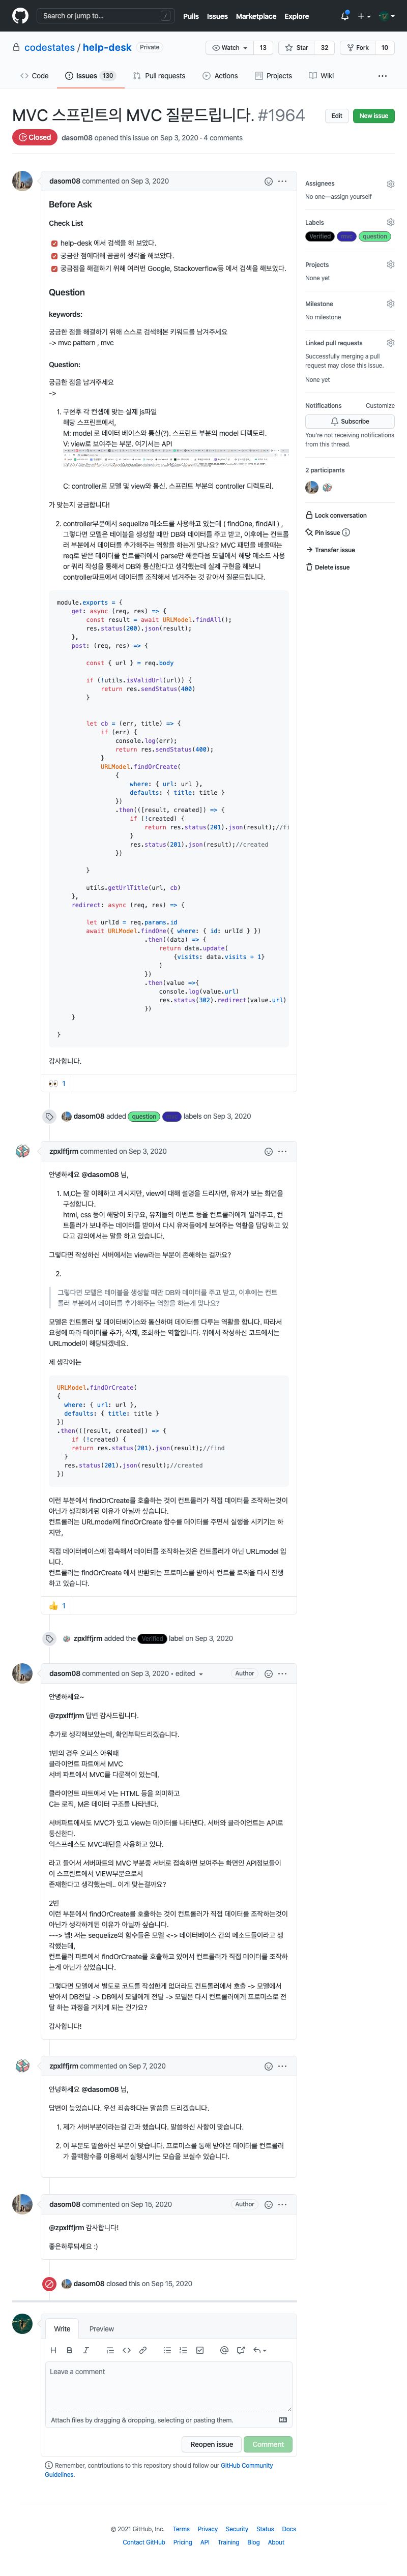 Search or jump to...
/
Pulls Issues Marketplace Explore
codestates / help-desk Private
Watch 13 Star 32 Fork 10
Code Issues 130 Pull requests Actions Projects Wiki
MVC 스프린트의 MVC 질문드립니다. #1964
Edit New issue
Closed dasom08 opened this issue on Sep 3, 2020 · 4 comments
dasom08 commented on Sep 3, 2020
Before Ask
Check List
help-desk 에서 검색을 해 보았다.
궁금한 점에대해 곰곰히 생각을 해보았다.
궁금점을 해결하기 위해 여러번 Google, Stackoverflow등 에서 검색을 해보았다.
Question
keywords:
궁금한 점을 해결하기 위해 스스로 검색해본 키워드를 남겨주세요
-> mvc pattern , mvc
Question:
궁금한 점을 남겨주세요
->
1. 구현후 각 컨셉에 맞는 실제 js파일
해당 스프린트에서,
M: model 로 데이터 베이스와 통신(?). 스프린트 부분의 model 디렉토리.
V: view로 보여주는 부분. 여기서는 API
C: controller로 모델 및 view와 통신. 스프린트 부분의 controller 디렉토리.
가 맞는지 궁금합니다!
2. controller부분에서 sequelize 메소드를 사용하고 있는데 ( findOne, findAll ) ,
그렇다면 모델은 테이블을 생성할 때만 DB와 데이터를 주고 받고, 이후에는 컨트롤
러 부분에서 데이터를 추가해주는 역할을 하는게 맞나요? MVC 패턴을 배울때는
req로 받은 데이터를 컨트롤러에서 parse만 해준다음 모델에서 해당 메소드 사용
or 쿼리 작성을 통해서 DB와 통신한다고 생각했는데 실제 구현을 해보니
controller파트에서 데이터를 조작해서 넘겨주는 것 같아서 질문드립니다.
module.exports = {
get: async (req, res) => {
const result = await URLModel.findAll();
res.status(200).json(result);
},
post: (req, res) => {
const { url } = req.body
if (!utils.isValidUrl(url)) {
return res.sendStatus(400)
}
let cb = (err, title) => {
if (err) {
console.log(err);
return res.sendStatus(400);
}
URLModel.findOrCreate(
{
where: { url: url },
defaults: { title: title }
})
.then(([result, created]) => {
if (!created) {
return res.status(201).json(result);//fi
}
res.status(201).json(result);//created
})
}
utils.getUrlTitle(url, cb)
},
redirect: async (req, res) => {
let urlId = req.params.id
await URLModel.findOne({ where: { id: urlId } })
.then((data) => {
return data.update(
{visits: data.visits + 1}
)
})
.then(value =>{
console.log(value.url)
res.status(302).redirect(value.url)
})
}
}
감사합니다.
1
dasom08 added question labels on Sep 3, 2020
zpxlffjrm commented on Sep 3, 2020
안녕하세요 @dasom08 님,
1. M,C는 잘 이해하고 계시지만, view에 대해 설명을 드리자면, 유저가 보는 화면을
구성합니다.
html, css 등이 해당이 되구요, 유저들의 이벤트 등을 컨트롤러에게 알려주고, 컨
트롤러가 보내주는 데이터를 받아서 다시 유저들에게 보여주는 역할을 담당하고 있
다고 강의에서는 말을 하고 있습니다.
그렇다면 작성하신 서버에서는 view라는 부분이 존재하는 걸까요?
2.
그렇다면 모델은 테이블을 생성할 때만 DB와 데이터를 주고 받고, 이후에는 컨트
롤러 부분에서 데이터를 추가해주는 역할을 하는게 맞나요?
모델은 컨트롤러 및 데이터베이스와 통신하며 데이터를 다루는 역활을 합니다. 따라서
요청에 따라 데이터를 추가, 삭제, 조회하는 역활입니다. 위에서 작성하신 코드에서는
URLmodel이 해당되겠네요.
제 생각에는
URLModel.findOrCreate(
{
where: { url: url },
defaults: { title: title }
})
.then(([result, created]) => {
if (!created) {
return res.status(201).json(result);//find
}
res.status(201).json(result);//created
})
이런 부분에서 findOrCreate를 호출하는 것이 컨트롤러가 직접 데이터를 조작하는것이
아닌가 생각하게된 이유가 아닐까 싶습니다.
컨트롤러는 URLmodel에 findOrCreate 함수를 데이터를 주면서 실행을 시키기는 하
지만,
직접 데이터베이스에 접속해서 데이터를 조작하는것은 컨트롤러가 아닌 URLmodel 입
니다.
컨트롤러는 findOrCreate 에서 반환되는 프로미스를 받아서 컨트롤 로직을 다시 진행
하고 있습니다.
1
zpxlffjrm added the Verified label on Sep 3, 2020
dasom08 commented on Sep 3, 2020 • edited Author
안녕하세요~
@zpxlffjrm 답변 감사드립니다.
추가로 생각해보았는데, 확인부탁드리겠습니다.
1번의 경우 오피스 아워때
클라이언트 파트에서 MVC
서버 파트에서 MVC를 다룬적이 있는데,
클라이언트 파트에서 V는 HTML 등을 의미하고
C는 로직, M은 데이터 구조를 나타낸다.
서버파트에서도 MVC가 있고 view는 데이터를 나타낸다. 서버와 클라이언트는 API로
통신한다.
익스프레스도 MVC패턴을 사용하고 있다.
라고 들어서 서버파트의 MVC 부분중 서버로 접속하면 보여주는 화면인 API정보들이
이 스프린트에서 VIEW부분으로서
존재한다고 생각했는데.. 이게 맞는걸까요?
2번
이런 부분에서 findOrCreate를 호출하는 것이 컨트롤러가 직접 데이터를 조작하는것이
아닌가 생각하게된 이유가 아닐까 싶습니다.
---> 넵! 저는 sequelize의 함수들은 모델 <-> 데이터베이스 간의 메소드들이라고 생
각했는데,
컨트롤러 파트에서 findOrCreate를 호출하고 있어서 컨트롤러가 직접 데이터를 조작하
는게 아닌가 싶었습니다.
그렇다면 모델에서 별도로 코드를 작성한게 없더라도 컨트롤러에서 호출 -> 모델에서
받아서 DB전달 -> DB에서 모델에게 전달 -> 모델은 다시 컨트롤러에게 프로미스로 전
달 하는 과정을 거치게 되는 건가요?
감사합니다!
zpxlffjrm commented on Sep 7, 2020
안녕하세요 @dasom08 님,
답변이 늦었습니다. 우선 죄송하다는 말씀을 드리겠습니다.
1. 제가 서버부분이라는걸 간과 했습니다. 말씀하신 사항이 맞습니다.
2. 이 부분도 말씀하신 부분이 맞습니다. 프로미스를 통해 받아온 데이터를 컨트롤러
가 콜백함수를 이용해서 실행시키는 모습을 보실수 있습니다.
dasom08 commented on Sep 15, 2020 Author
@zpxlffjrm 감사합니다!
좋은하루되세요 :)
dasom08 closed this on Sep 15, 2020
Write Preview
Leave a comment
Attach files by dragging & dropping, selecting or pasting them.
Reopen issue Comment
Remember, contributions to this repository should follow our GitHub Community
Guidelines.
Assignees
No one—assign yourself
Labels
Verified question
Projects
None yet
Milestone
No milestone
Linked pull requests
Successfully merging a pull
request may close this issue.
None yet
Notifications Customize
Subscribe
You're not receiving notifications
from this thread.
2 participants
Lock conversation
Pin issue
Transfer issue
Delete issue
© 2021 GitHub, Inc. Terms Privacy Security Status Docs
Contact GitHub Pricing API Training Blog About